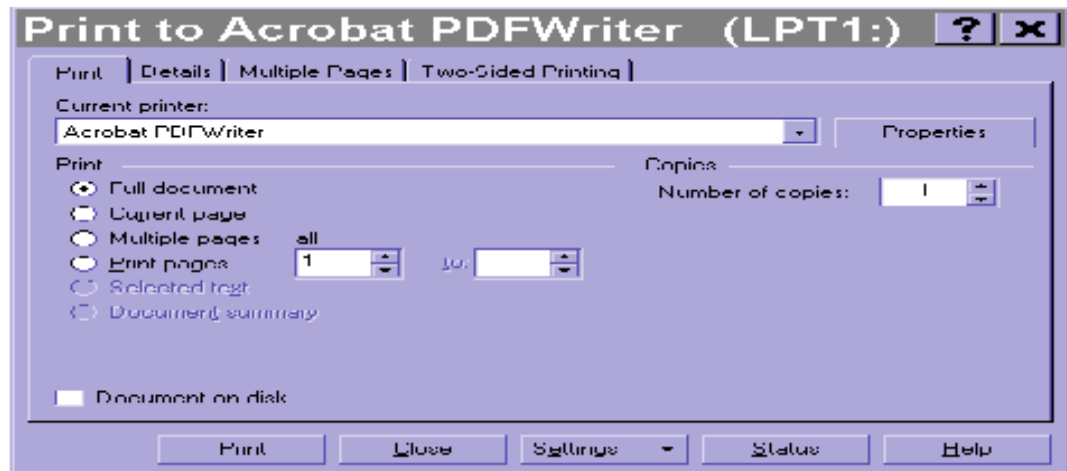 Print to Acrobat PDFWriter (LPT1:) ? ×
Print Details Multiple Pages Two-Sided Printing
Current printer:
Acrobat PDFWriter Properties
Print Copies
Full document Number of copies: 1
Current page
Multiple pages all
Print pages 1 to:
Selected text
Document summary
Document on disk
Print Close Settings Status Help